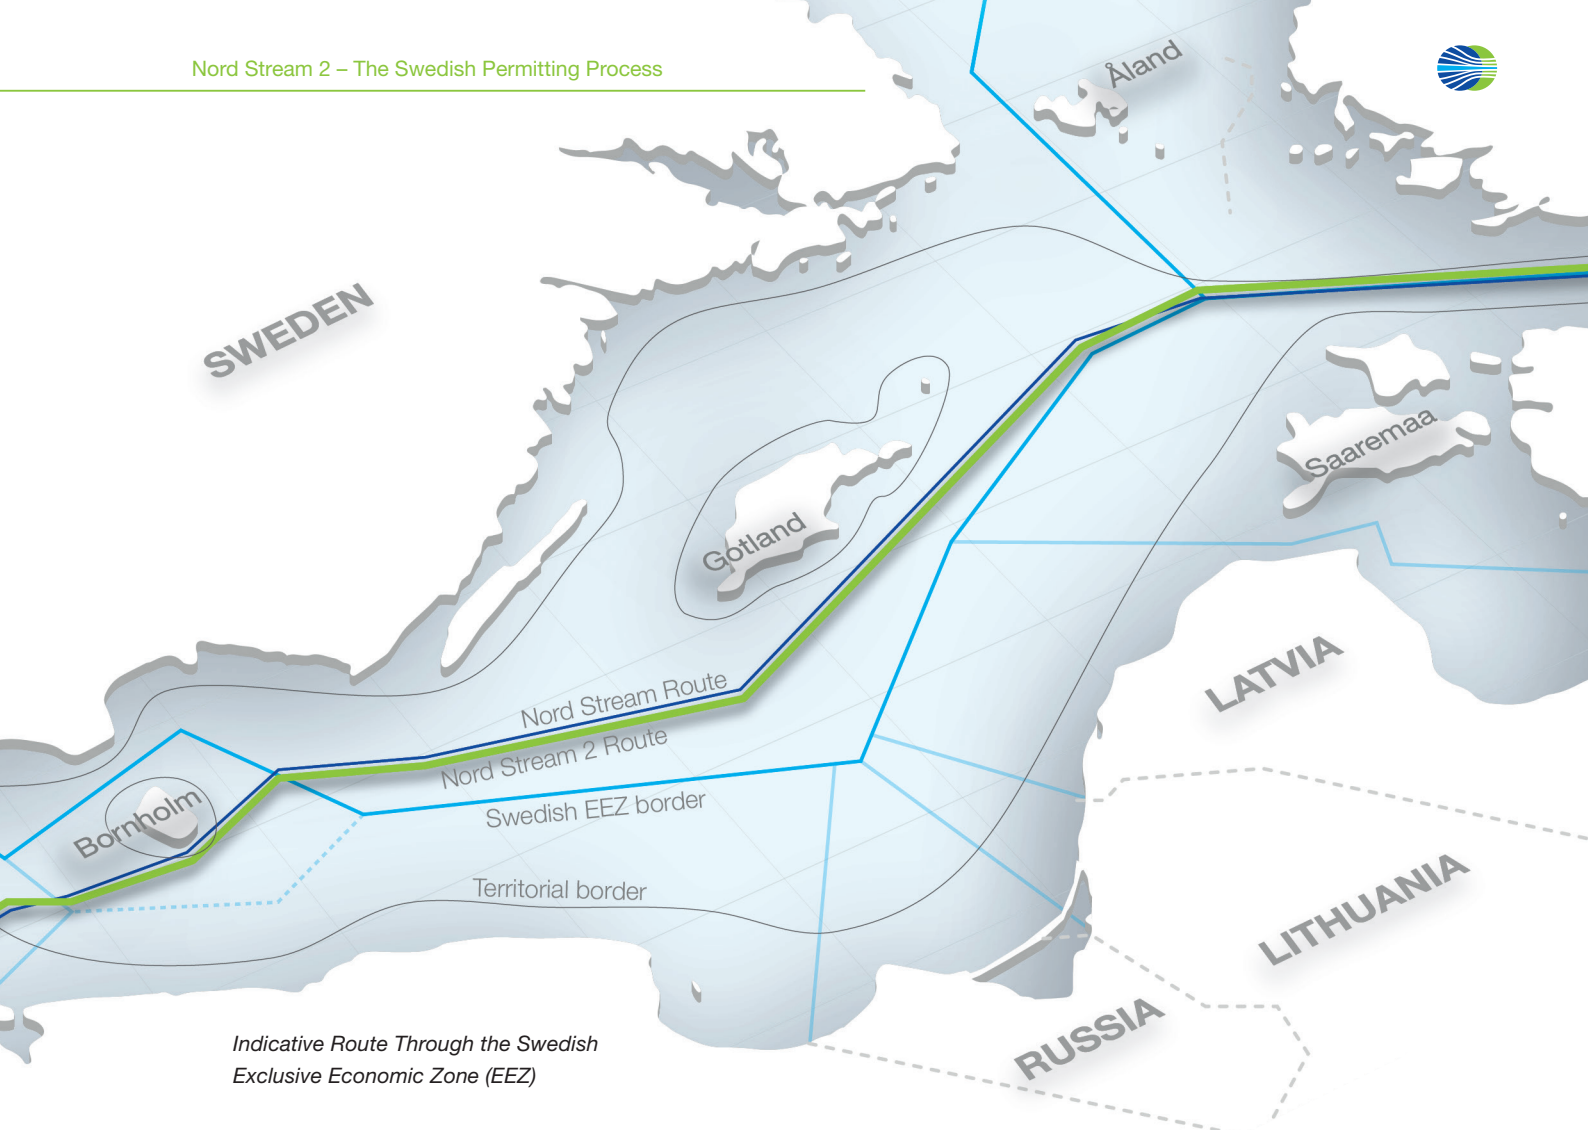 Nord Stream 2 – The Swedish Permitting Process
Åland
SWEDEN
Saaremaa
Gotland
LATVIA
Nord Stream Route
Nord Stream 2 Route
Swedish EEZ border
Bornholm
Territorial border
LITHUANIA
RUSSIA
Indicative Route Through the Swedish
Exclusive Economic Zone (EEZ)